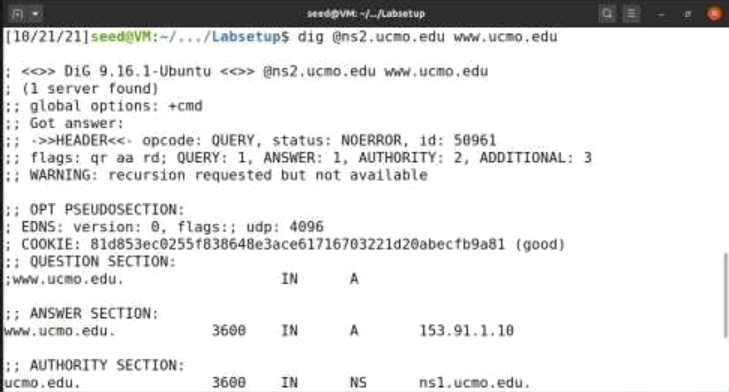 seed@VM: ~/.../Labsetup
[10/21/21]seed@VM:~/.../Labsetup$ dig @ns2.ucmo.edu www.ucmo.edu
; <<>> DiG 9.16.1-Ubuntu <<>> @ns2.ucmo.edu www.ucmo.edu
; (1 server found)
;; global options: +cmd
;; Got answer:
;; ->>HEADER<<- opcode: QUERY, status: NOERROR, id: 50961
;; flags: qr aa rd; QUERY: 1, ANSWER: 1, AUTHORITY: 2, ADDITIONAL: 3
;; WARNING: recursion requested but not available
;; OPT PSEUDOSECTION:
; EDNS: version: 0, flags:; udp: 4096
; COOKIE: 81d853ec0255f838648e3ace61716703221d20abecfb9a81 (good)
;; QUESTION SECTION:
;www.ucmo.edu. IN A
;; ANSWER SECTION:
www.ucmo.edu. 3600 IN A 153.91.1.10
;; AUTHORITY SECTION:
ucmo.edu. 3600 IN NS ns1.ucmo.edu.